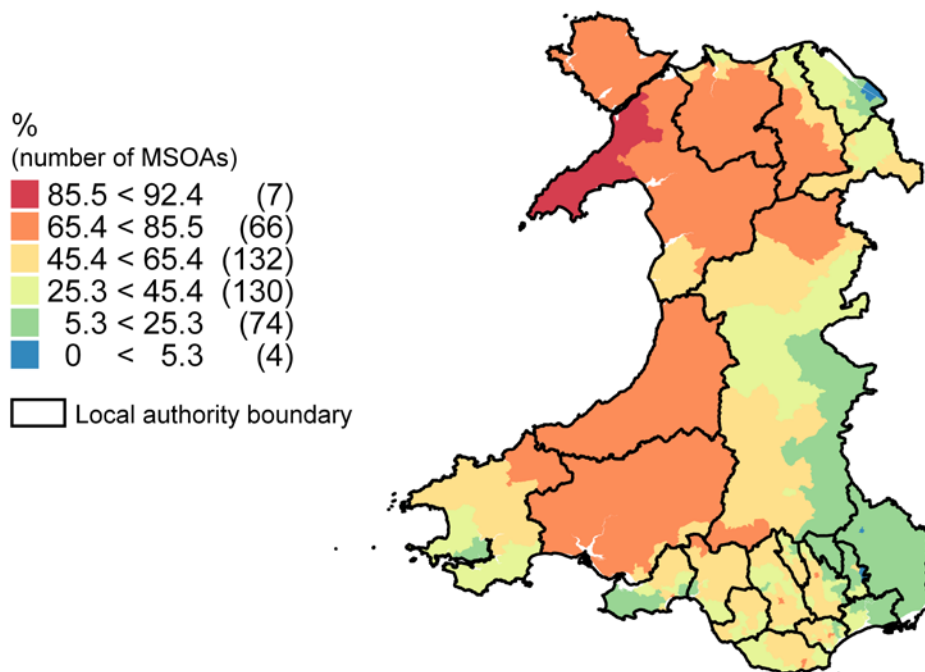 %
(number of MSOAs)
85.5 < 92.4 (7)
65.4 < 85.5 (66)
45.4 < 65.4 (132)
25.3 < 45.4 (130)
5.3 < 25.3 (74)
0 < 5.3 (4)
Local authority boundary